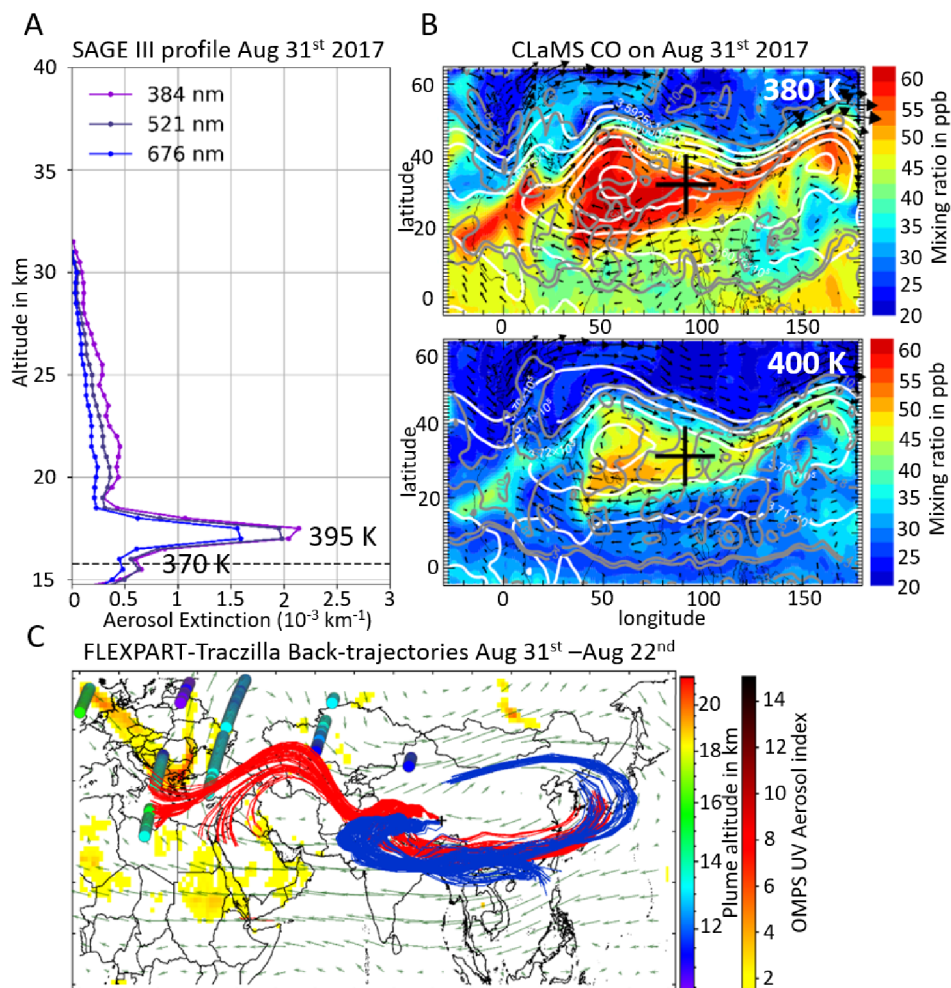 A
SAGE III profile Aug 31st 2017
40
35
30
25
20
15
Altitude in km
384 nm
521 nm
676 nm
395 K
370 K
0 0.5 1 1.5 2 2.5
Aerosol Extinction (10-3 km-1)
B
CLaMS CO on Aug 31st 2017
380 K
60
40
20
0
latitude
0 50 100 150
60
55
50
45
40
35
30
25
20
Mixing ratio in ppb
400 K
60
40
20
0
latitude
0 50 100 150
longitude
60
55
50
45
40
35
30
25
20
Mixing ratio in ppb
C
FLEXPART-Traczilla Back-trajectories Aug 31st –Aug 22nd
20
18
16
14
12
Plume altitude in km
14
12
10
8
6
4
2
OMPS UV Aerosol index